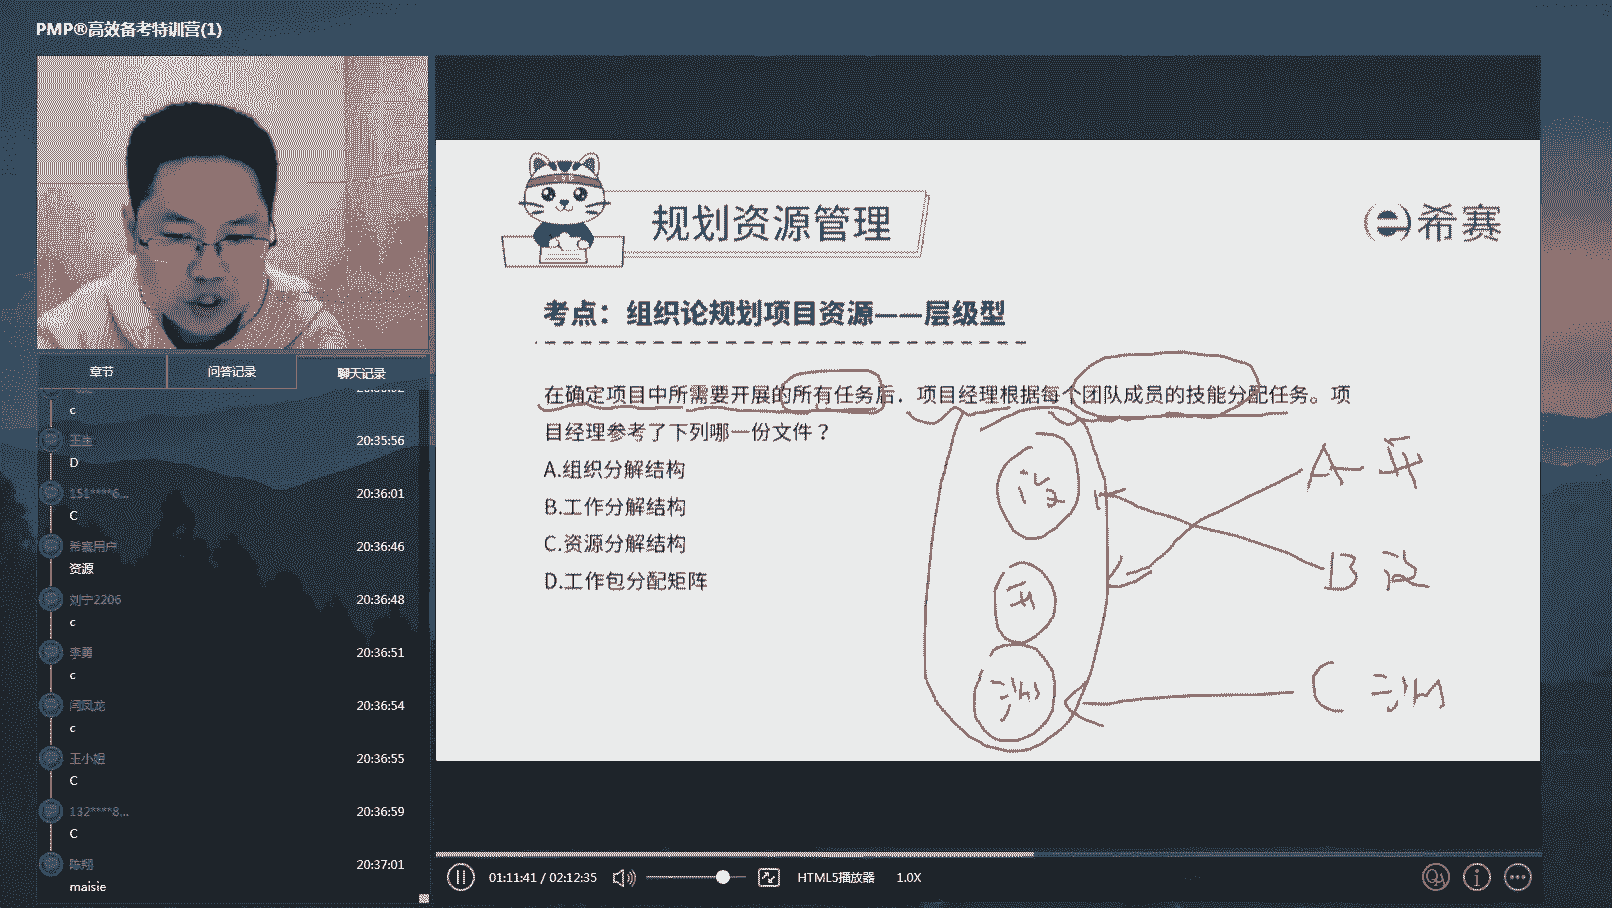 PMP®高效备考特训营(1)
章节
问答记录
聊天记录
c
王宝
20:35:56
D
151****6...
20:36:01
C
希赛用户
20:36:46
资源
刘宁2206
20:36:48
c
李勇
20:36:51
c
闫凤龙
20:36:54
c
王小妞
20:36:55
C
132****8...
20:36:59
C
陈翔
20:37:01
maisie
规划资源管理
希赛
考点：组织论规划项目资源——层级型
在确定项目中所需要开展的所有任务后．项目经理根据每个团队成员的技能分配任务。项
目经理参考了下列哪一份文件？
A.组织分解结构
B.工作分解结构
C.资源分解结构
D.工作包分配矩阵
设
开
测
A 开
B 设
C 测
01:11:41 / 02:12:35
HTML5播放器
1.0X